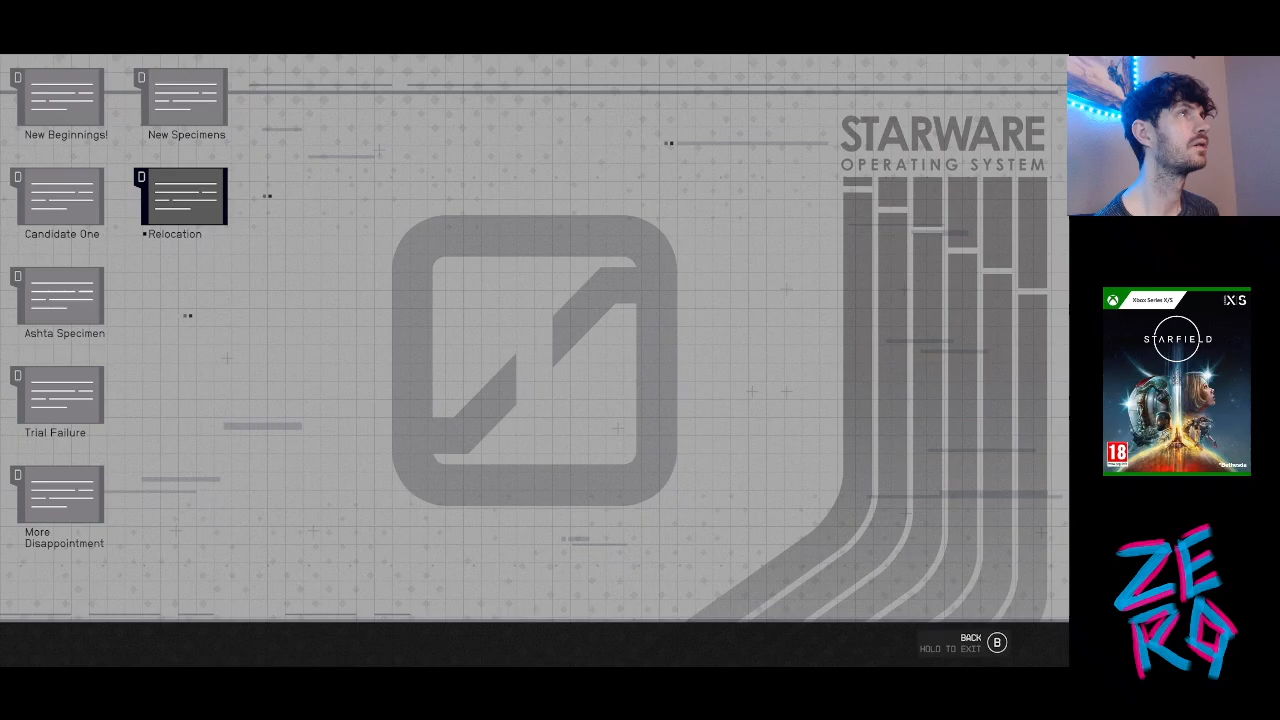 New Beginnings!
New Specimens
Candidate One
Relocation
Ashta Specimen
Trial Failure
More
Disappointment
STARWARE
OPERATING SYSTEM
BACK
HOLD TO EXIT
B
Xbox Series X/S
X S
STARFIELD
18
Bethesda
ZERO